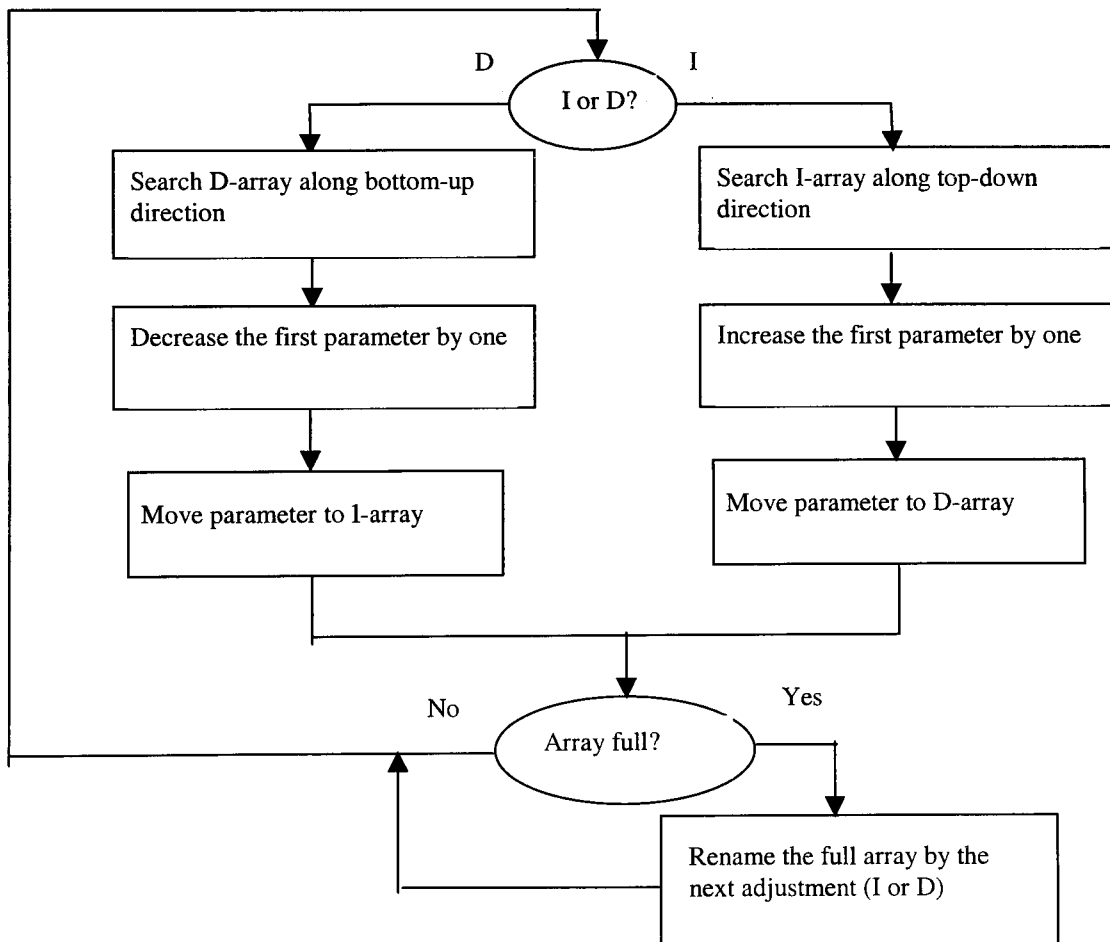 D
I
I or D?
Search D-array along bottom-up
direction
Search I-array along top-down
direction
Decrease the first parameter by one
Increase the first parameter by one
Move parameter to 1-array
Move parameter to D-array
No
Yes
Array full?
Rename the full array by the
next adjustment (I or D)